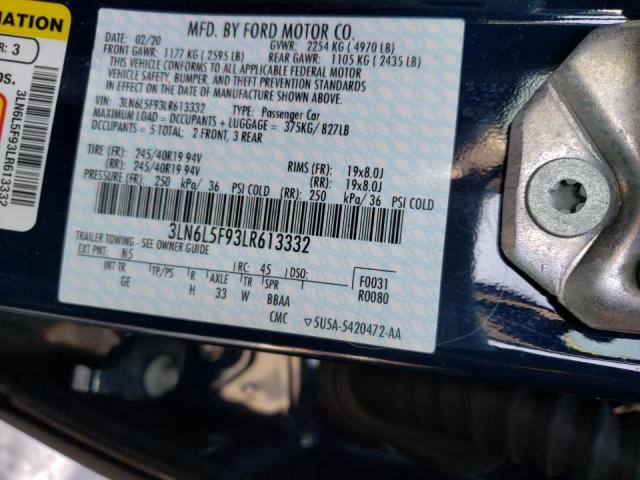 MATION
R: 3
os.
3LN6L5F93LR613332
MFD. BY FORD MOTOR CO.
DATE: 02/20 GVWR: 2254 KG ( 4970 LB)
FRONT GAWR: 1177 KG ( 2595 LB) REAR GAWR: 1105 KG ( 2435 LB)
THIS VEHICLE CONFORMS TO ALL APPLICABLE FEDERAL MOTOR
VEHICLE SAFETY, BUMPER, AND THEFT PREVENTION STANDARDS
IN EFFECT ON THE DATE OF MANUFACTURE SHOWN ABOVE.
VIN: 3LN6L5F93LR613332 TYPE: Passenger Car
MAXIMUM LOAD = OCCUPANTS + LUGGAGE = 375KG/ 827LB
OCCUPANTS = 5 TOTAL: 2 FRONT, 3 REAR
TIRE (FR): 245/40R19 94V RIMS (FR): 19x8.0J
(RR): 245/40R19 94V (RR): 19x8.0J
PRESSURE (FR): 250 kPa/ 36 PSI COLD (RR): 250 kPa/ 36 PSI COLD
3LN6L5F93LR613332
TRAILER TOWING - SEE OWNER GUIDE
EXT PNT: N5 RC: 45 DSO: F0031
INT TR TP/PS R AXLE TR SPR R0080
GE H 33 W BBAA
CMC ▽5U5A-5420472-AA